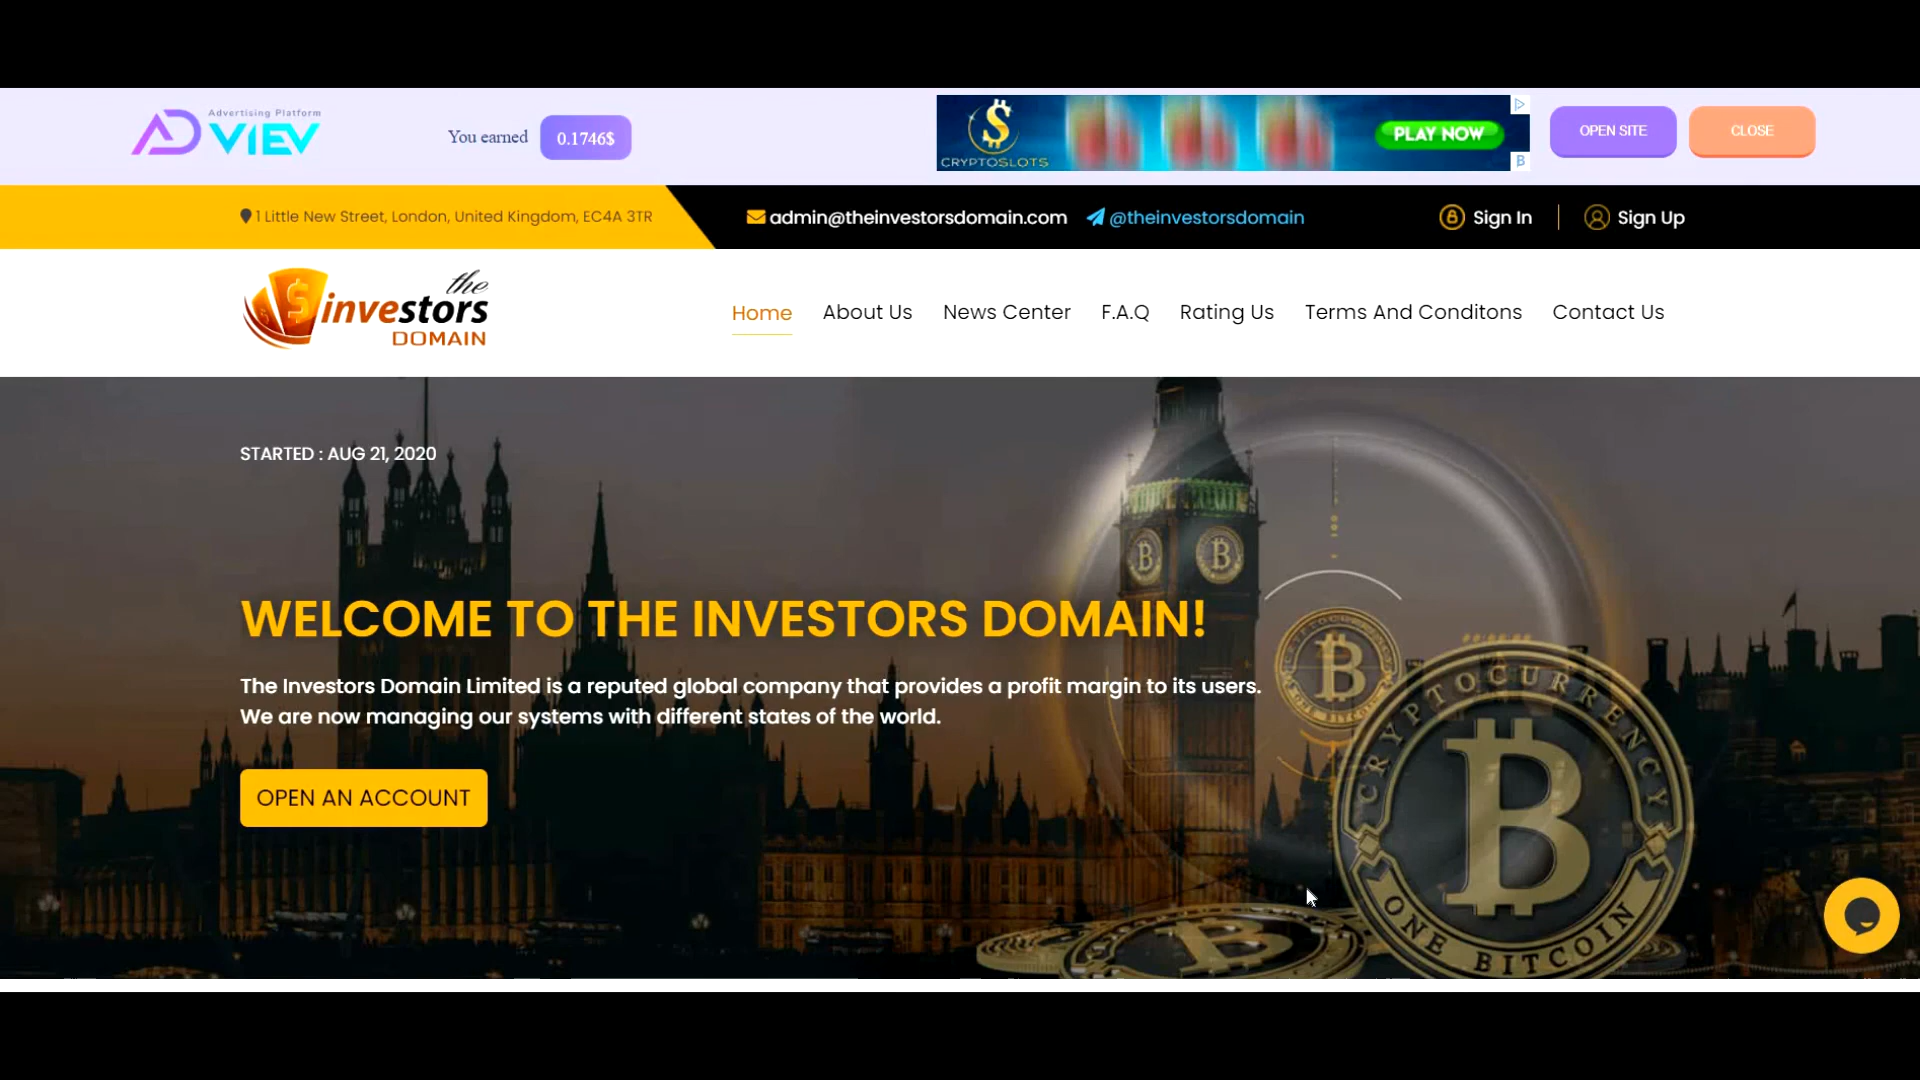 Advertising Platform
AD VIEV
You earned 0.1746$
CRYPTOSLOTS
PLAY NOW
OPEN SITE
CLOSE
1 Little New Street, London, United Kingdom, EC4A 3TR
admin@theinvestorsdomain.com
@theinvestorsdomain
Sign In
Sign Up
the
investors
DOMAIN
Home
About Us
News Center
F.A.Q
Rating Us
Terms And Conditons
Contact Us
STARTED : AUG 21, 2020
WELCOME TO THE INVESTORS DOMAIN!
The Investors Domain Limited is a reputed global company that provides a profit margin to its users.
We are now managing our systems with different states of the world.
OPEN AN ACCOUNT
CRYPTOCURRENCY
ONE BITCOIN